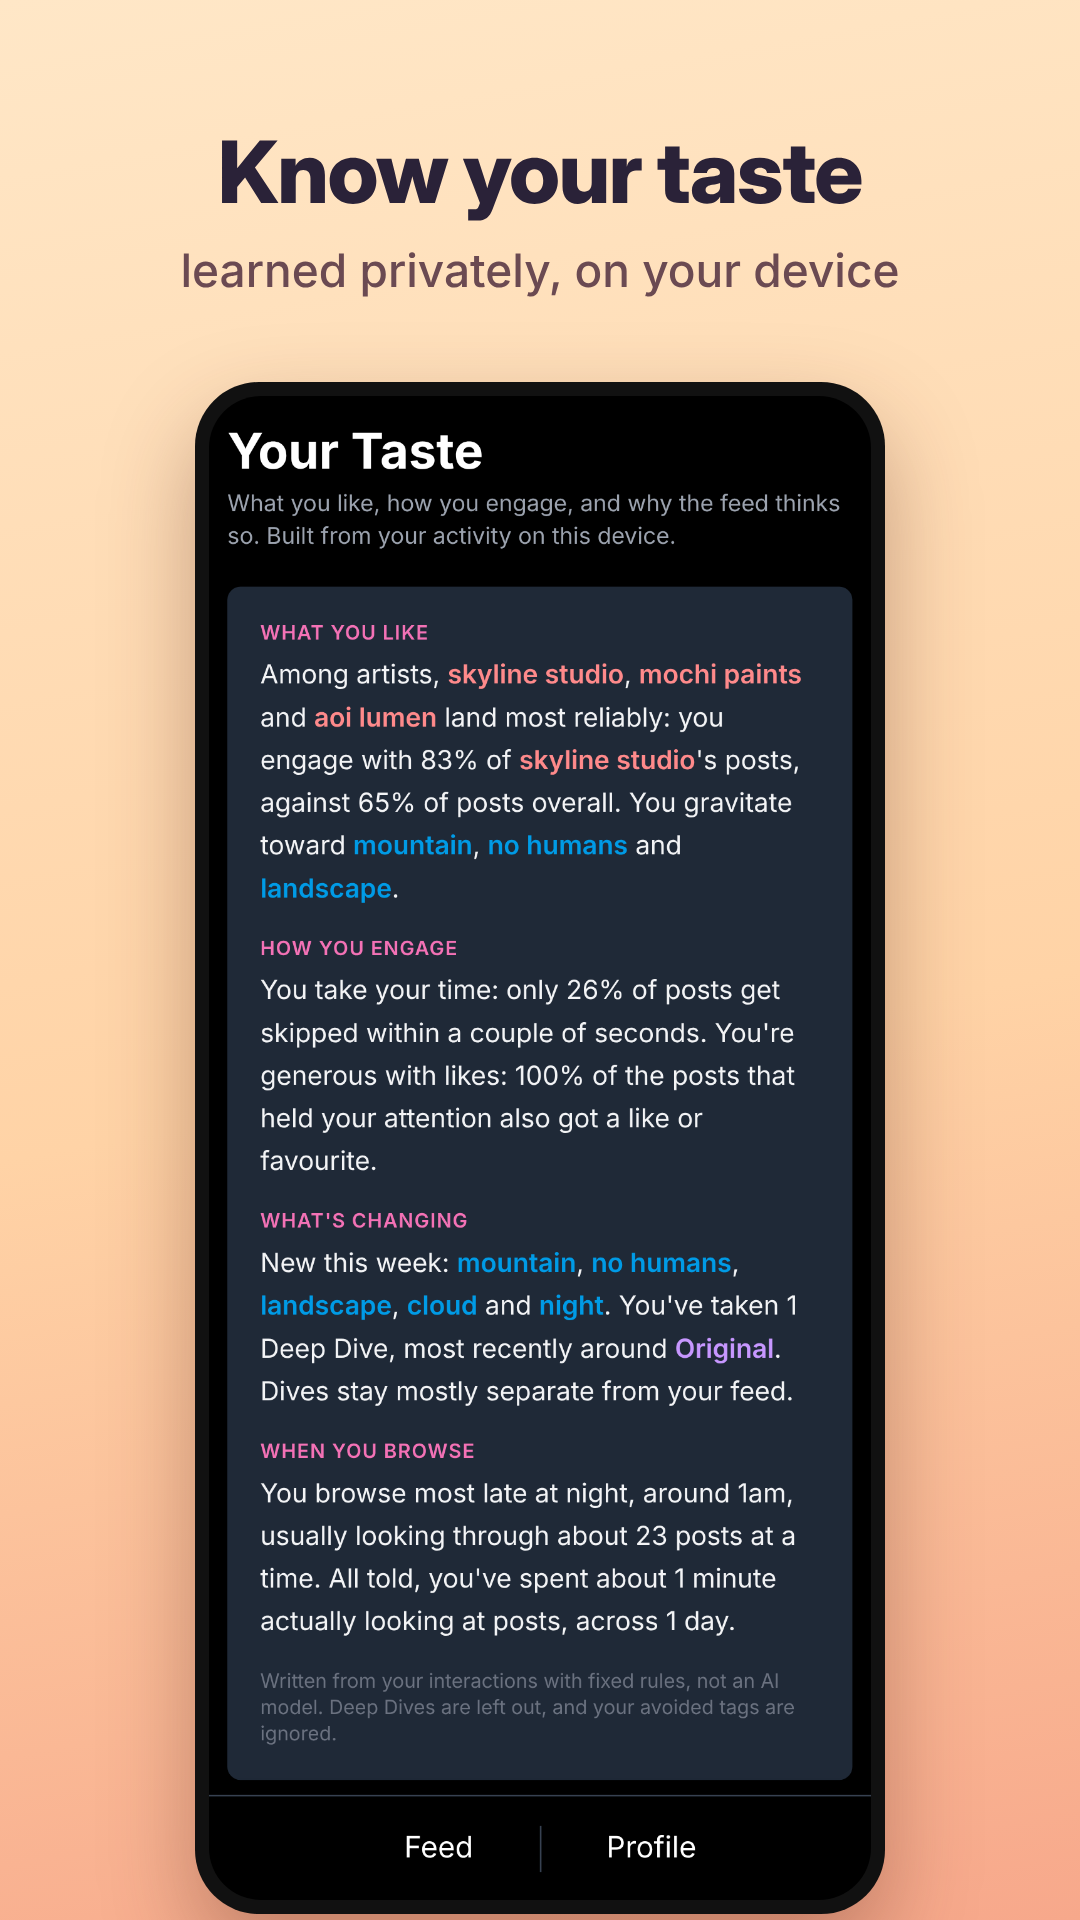 Know your taste
learned privately, on your device
Your Taste
What you like, how you engage, and why the feed thinks
so. Built from your activity on this device.
WHAT YOU LIKE
Among artists, skyline studio, mochi paints
and aoi lumen land most reliably: you
engage with 83% of skyline studio's posts,
against 65% of posts overall. You gravitate
toward mountain, no humans and
landscape.
HOW YOU ENGAGE
You take your time: only 26% of posts get
skipped within a couple of seconds. You're
generous with likes: 100% of the posts that
held your attention also got a like or
favourite.
WHAT'S CHANGING
New this week: mountain, no humans,
landscape, cloud and night. You've taken 1
Deep Dive, most recently around Original.
Dives stay mostly separate from your feed.
WHEN YOU BROWSE
You browse most late at night, around 1am,
usually looking through about 23 posts at a
time. All told, you've spent about 1 minute
actually looking at posts, across 1 day.
Written from your interactions with fixed rules, not an AI
model. Deep Dives are left out, and your avoided tags are
ignored.
Feed
Profile